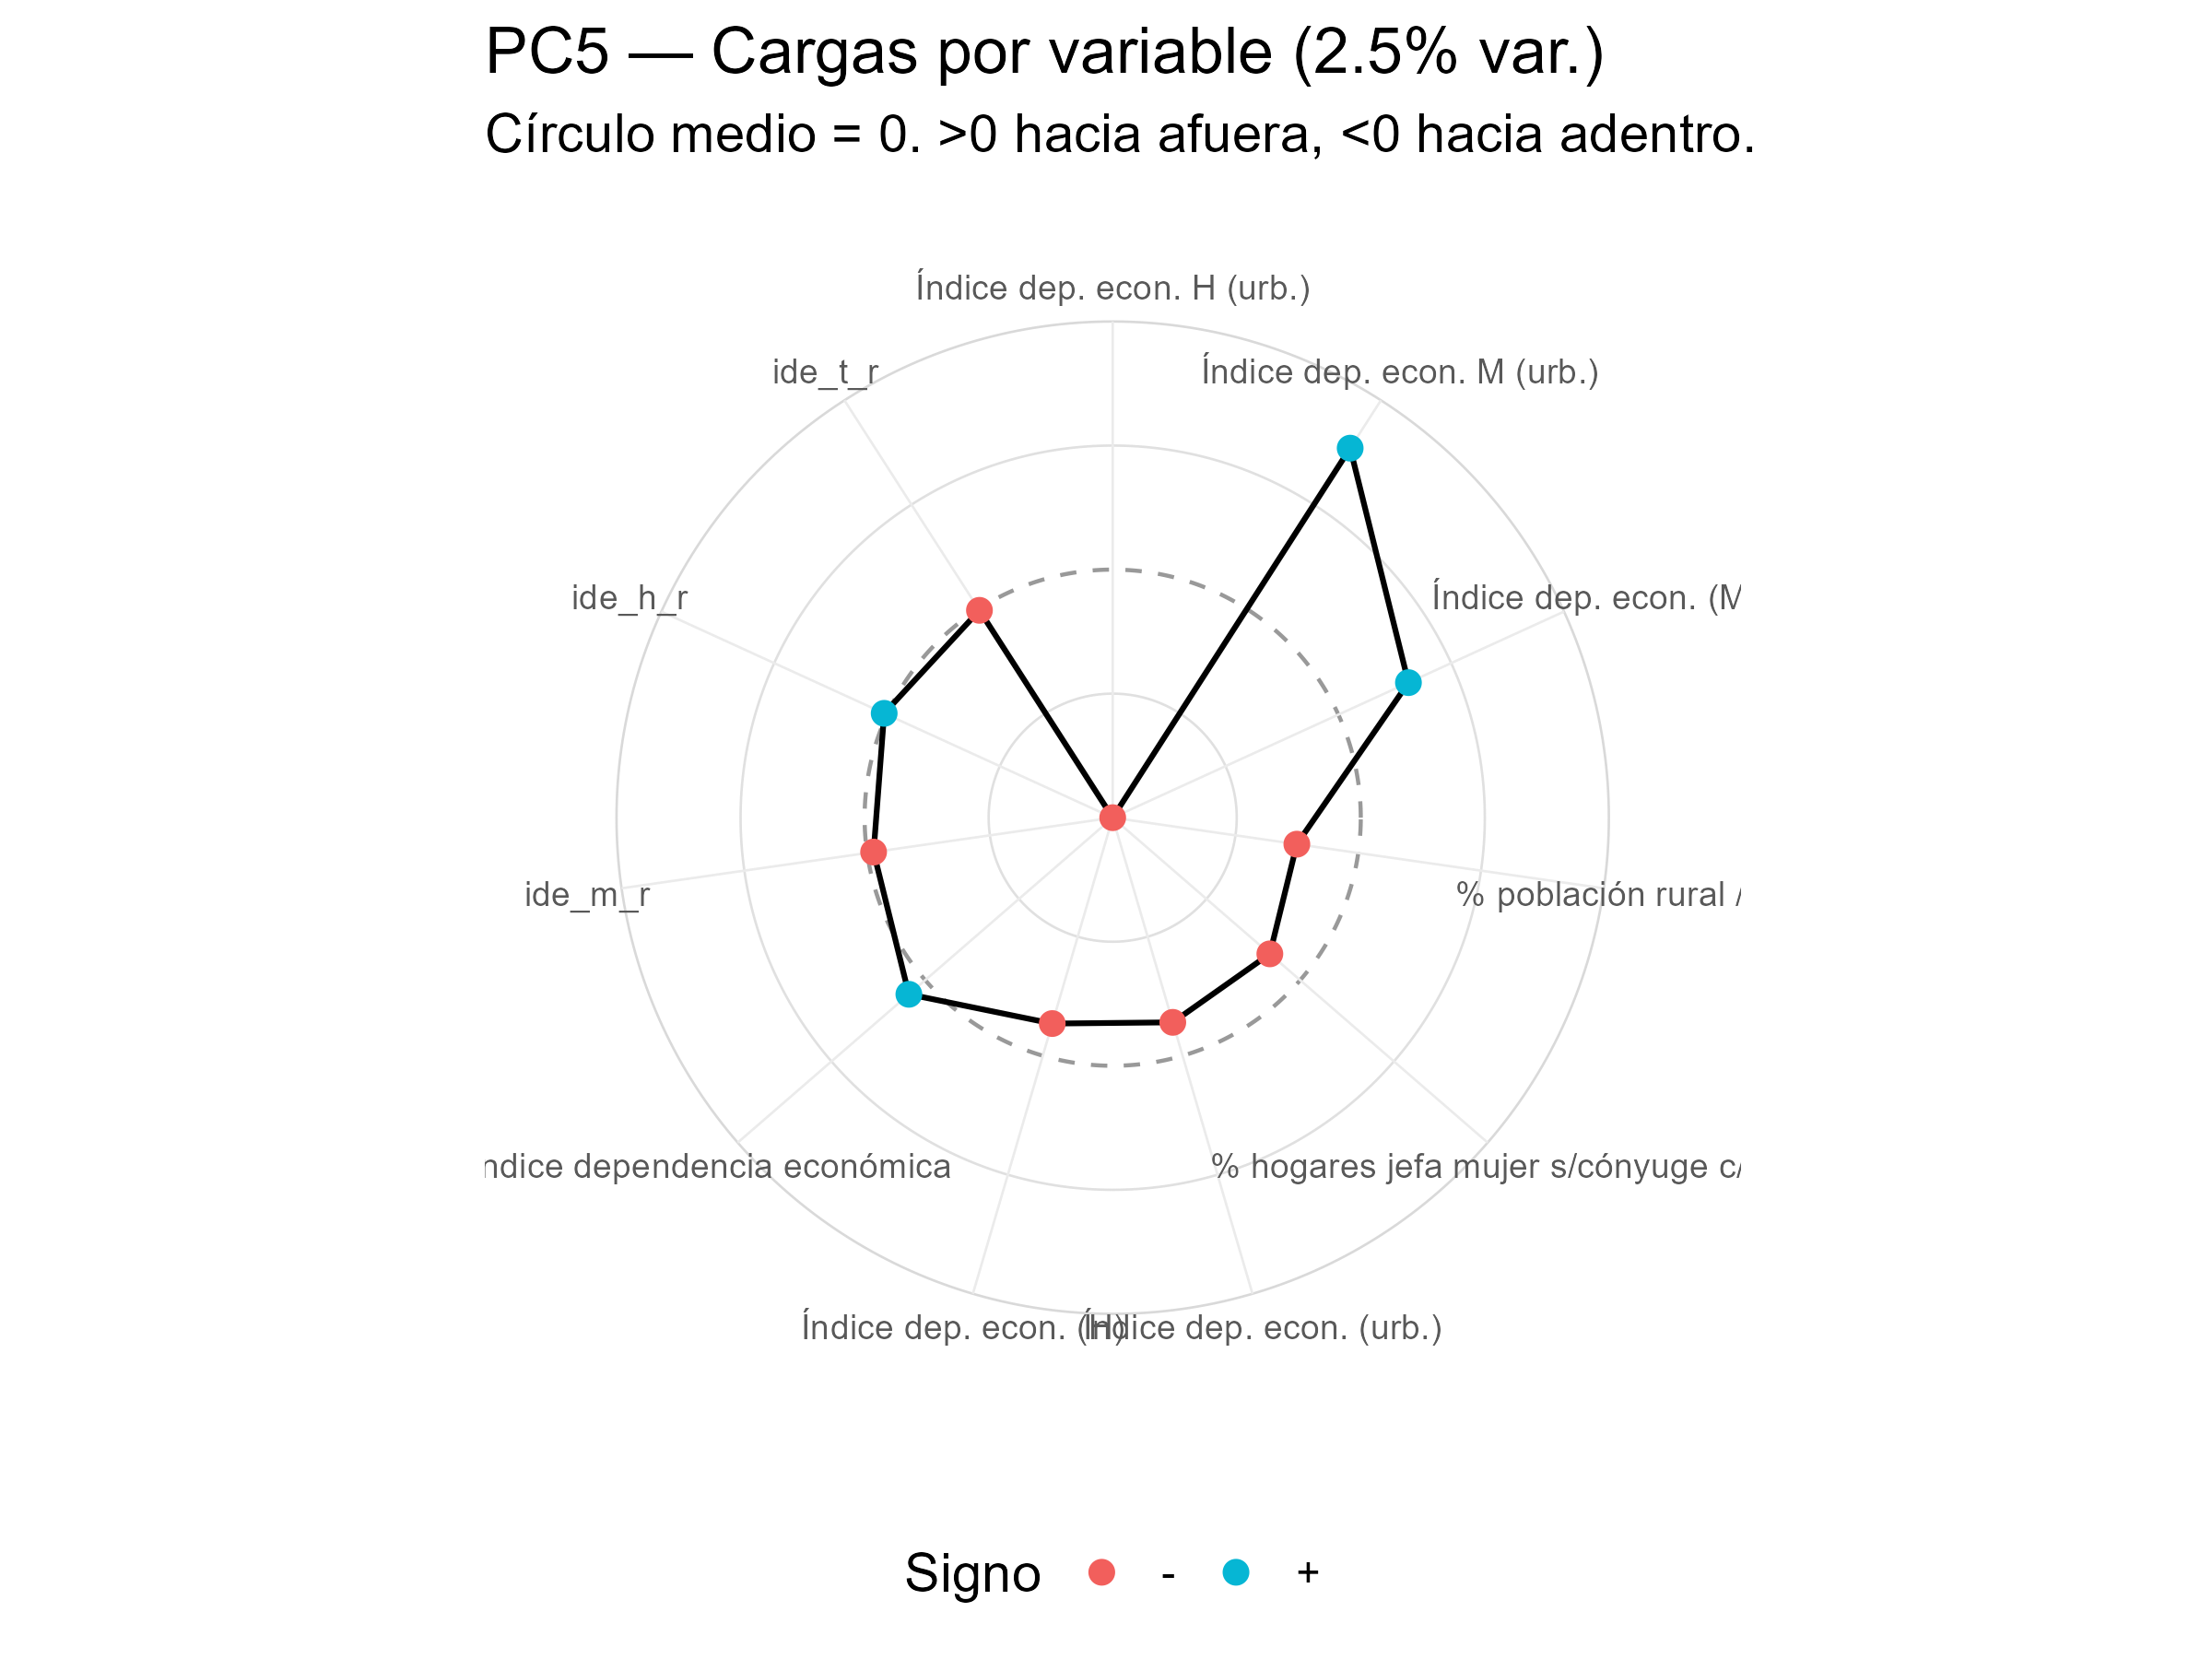 PC5 — Cargas por variable (2.5% var.)
Círculo medio = 0. >0 hacia afuera, <0 hacia adentro.
Índice dep. econ. H (urb.)
ide_t_r
Índice dep. econ. M (urb.)
ide_h_r
Índice dep. econ. (M
ide_m_r
% población rural /
ndice dependencia económica
% hogares jefa mujer s/cónyuge c/
Índice dep. econ. (H)
Índice dep. econ. (urb.)
Signo - +